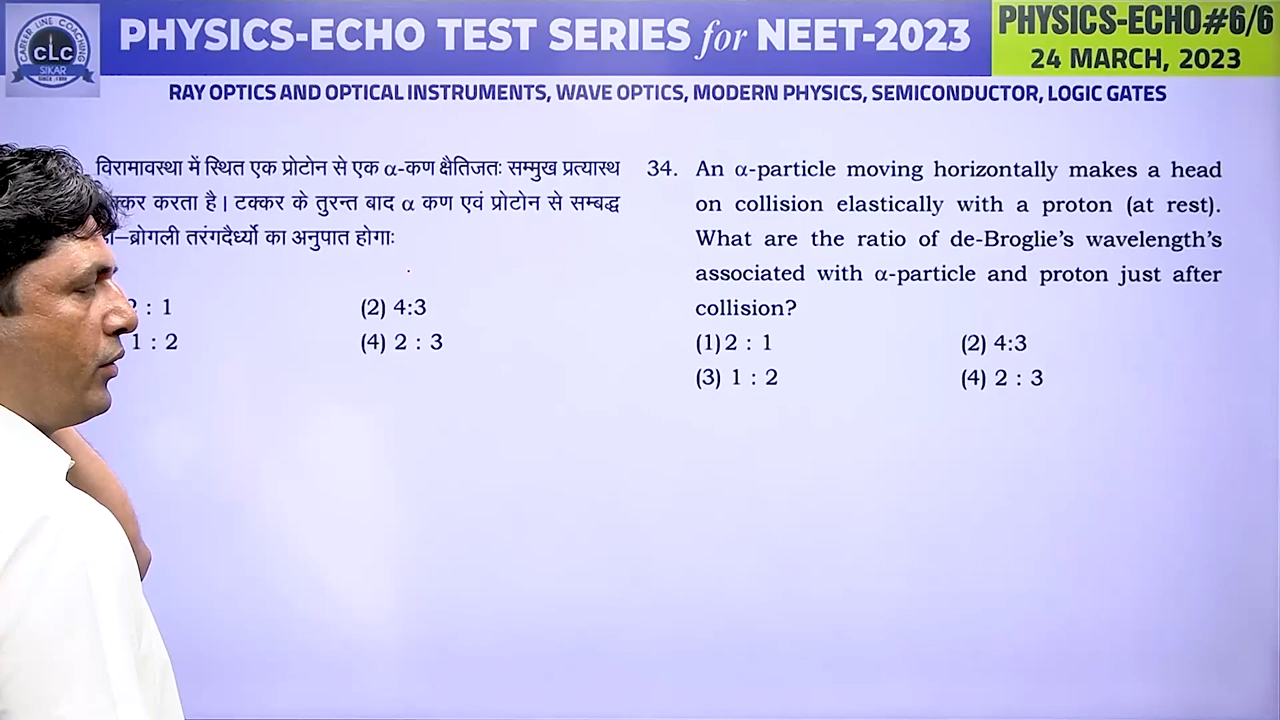 CAREER LINE COACHING
CLC
SIKAR
PHYSICS-ECHO TEST SERIES for NEET-2023
PHYSICS-ECHO#6/6
24 MARCH, 2023
RAY OPTICS AND OPTICAL INSTRUMENTS, WAVE OPTICS, MODERN PHYSICS, SEMICONDUCTOR, LOGIC GATES
विरामावस्था में स्थित एक प्रोटोन से एक α-कण क्षैतिजतः सम्मुख प्रत्यास्थ
करता है। टक्कर के तुरन्त बाद α कण एवं प्रोटोन से सम्बद्ध
–ब्रोगली तरंगदैर्ध्यो का अनुपात होगाः
: 1
(2) 4:3
1 : 2
(4) 2 : 3
34. An α-particle moving horizontally makes a head
on collision elastically with a proton (at rest).
What are the ratio of de-Broglie's wavelength's
associated with α-particle and proton just after
collision?
(1) 2 : 1
(2) 4:3
(3) 1 : 2
(4) 2 : 3